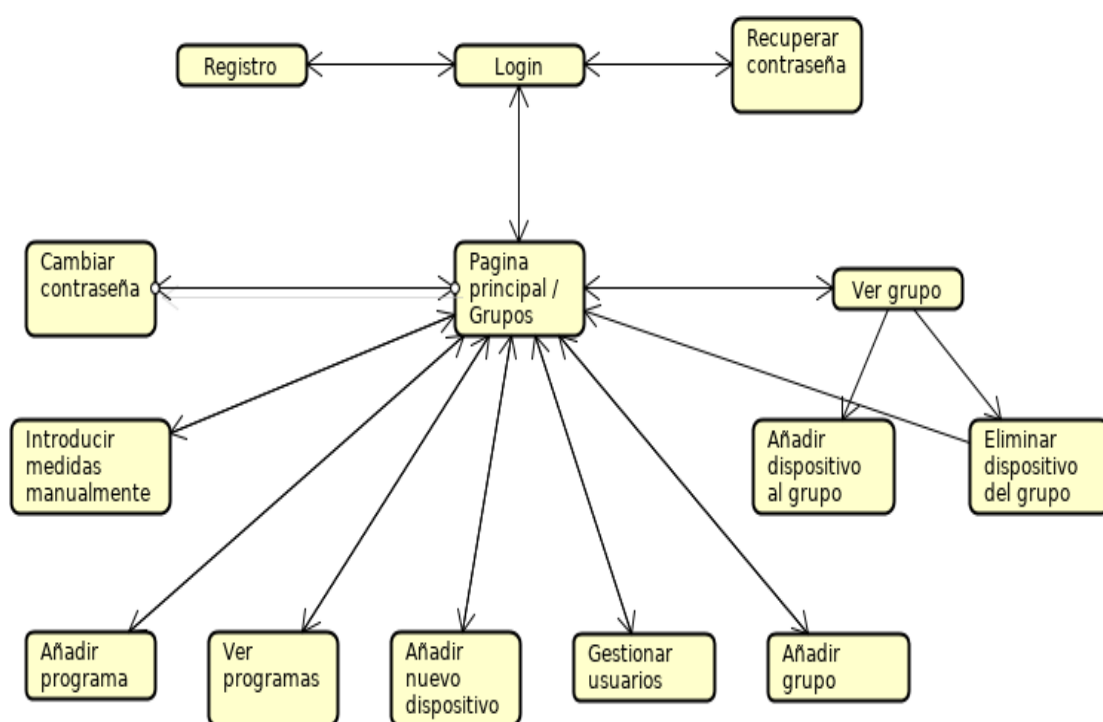 Registro
Login
Recuperar
contraseña
Cambiar
contraseña
Pagina
principal /
Grupos
Ver grupo
Introducir
medidas
manualmente
Añadir
dispositivo
al grupo
Eliminar
dispositivo
del grupo
Añadir
programa
Ver
programas
Añadir
nuevo
dispositivo
Gestionar
usuarios
Añadir
grupo